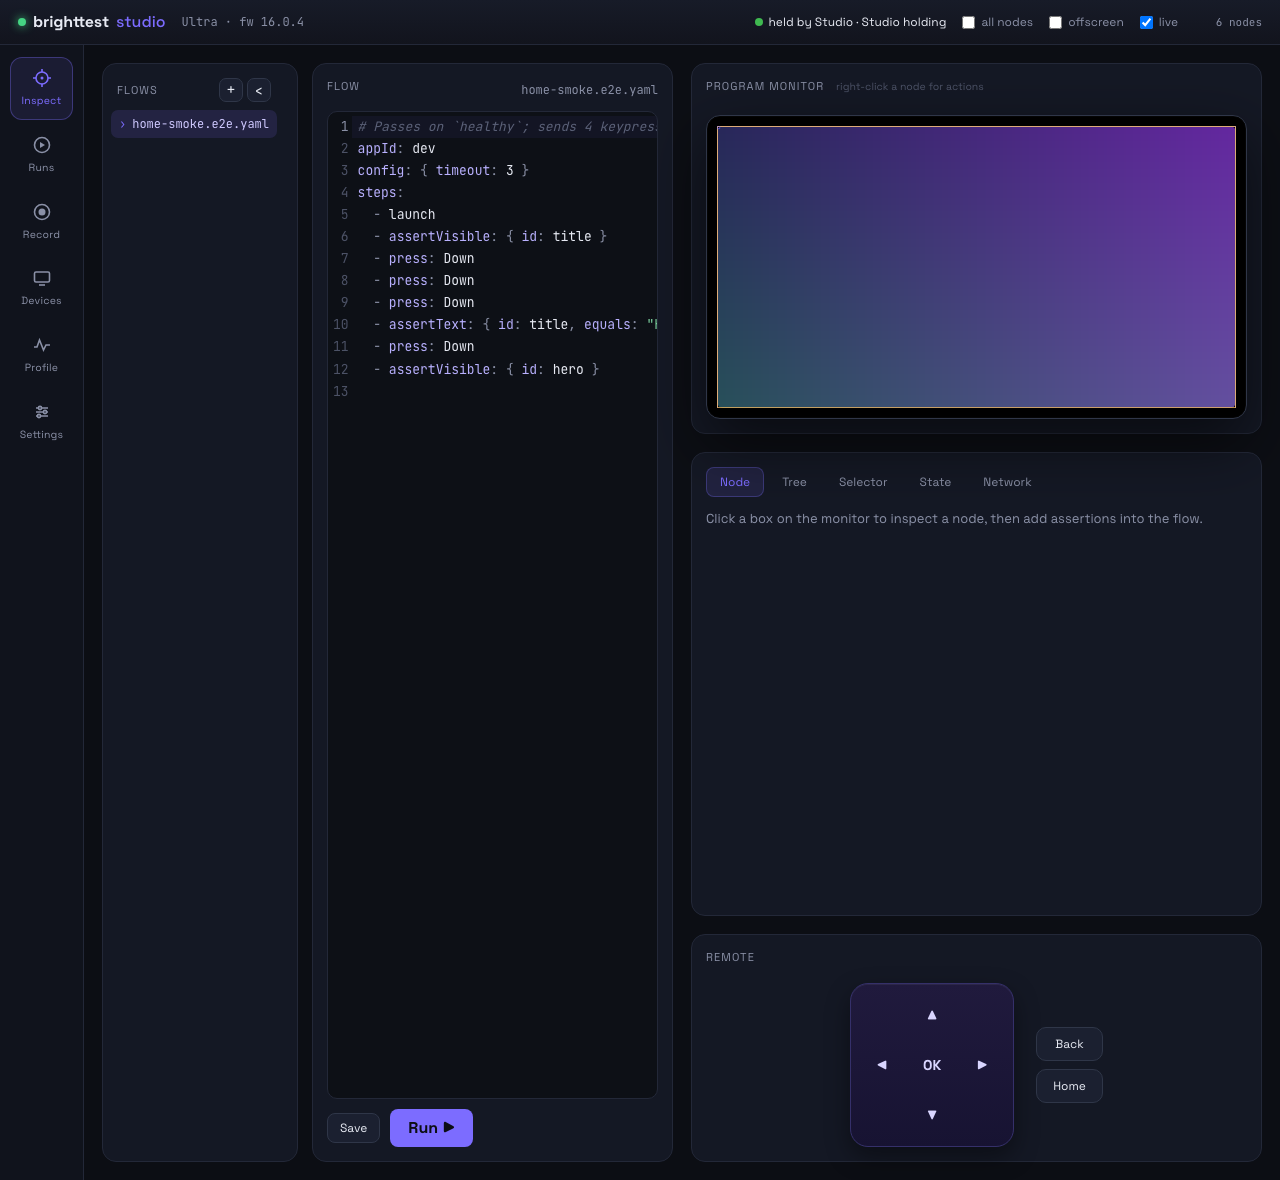 brighttest studio Ultra · fw 16.0.4
held by Studio · Studio holding all nodes offscreen live 6 nodes
Inspect
Runs
Record
Devices
Profile
Settings
FLOWS + <
› home-smoke.e2e.yaml
FLOW home-smoke.e2e.yaml
1 # Passes on `healthy`; sends 4 keypres
2 appId: dev
3 config: { timeout: 3 }
4 steps:
5 - launch
6 - assertVisible: { id: title }
7 - press: Down
8 - press: Down
9 - press: Down
10 - assertText: { id: title, equals: "
11 - press: Down
12 - assertVisible: { id: hero }
13
Save Run ▶
PROGRAM MONITOR right-click a node for actions
Node Tree Selector State Network
Click a box on the monitor to inspect a node, then add assertions into the flow.
REMOTE
▲
◀ OK ▶
▼
Back
Home